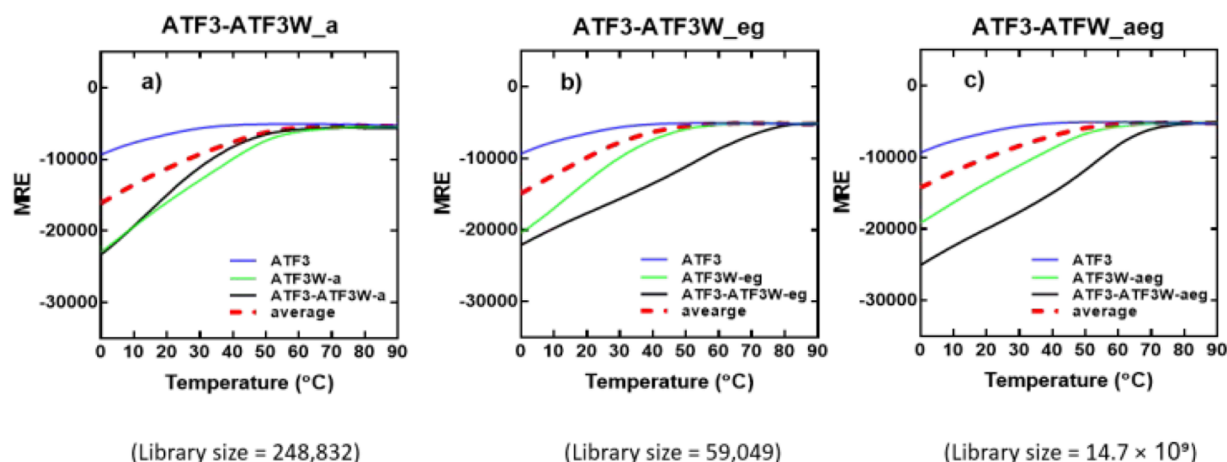 ATF3-ATF3W_a
a)
0
-10000
-20000
-30000
MRE
ATF3
ATF3W-a
ATF3-ATF3W-a
average
0 10 20 30 40 50 60 70 80 90
Temperature (°C)
(Library size = 248,832)
ATF3-ATF3W_eg
b)
0
-10000
-20000
-30000
MRE
ATF3
ATF3W-eg
ATF3-ATF3W-eg
avearge
0 10 20 30 40 50 60 70 80 90
Temperature (°C)
(Library size = 59,049)
ATF3-ATFW_aeg
c)
0
-10000
-20000
-30000
MRE
ATF3
ATF3W-aeg
ATF3-ATF3W-aeg
average
0 10 20 30 40 50 60 70 80 90
Temperature (°C)
(Library size = 14.7 × 10⁹)